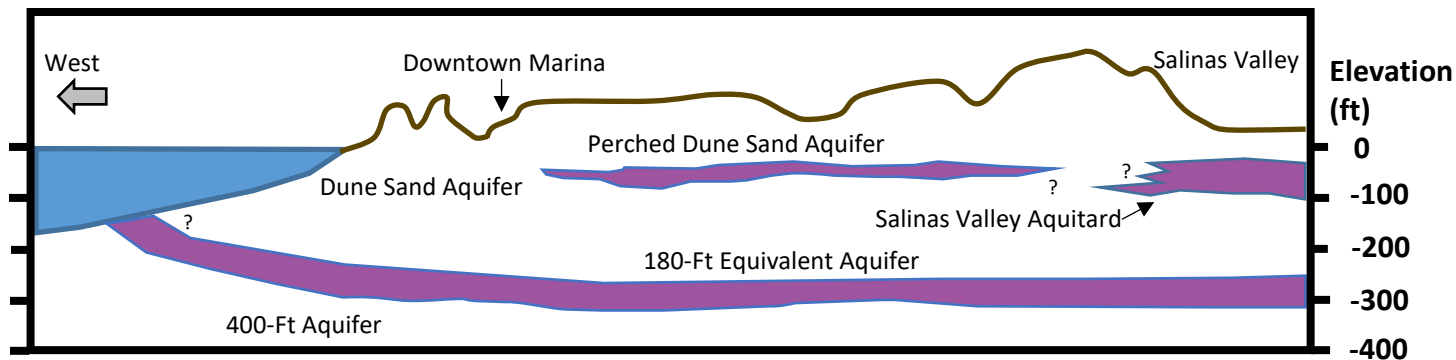 West
Downtown Marina
Salinas Valley
Elevation
(ft)
Perched Dune Sand Aquifer
0
Dune Sand Aquifer
?
?
-100
Salinas Valley Aquitard
?
-200
180-Ft Equivalent Aquifer
-300
400-Ft Aquifer
-400